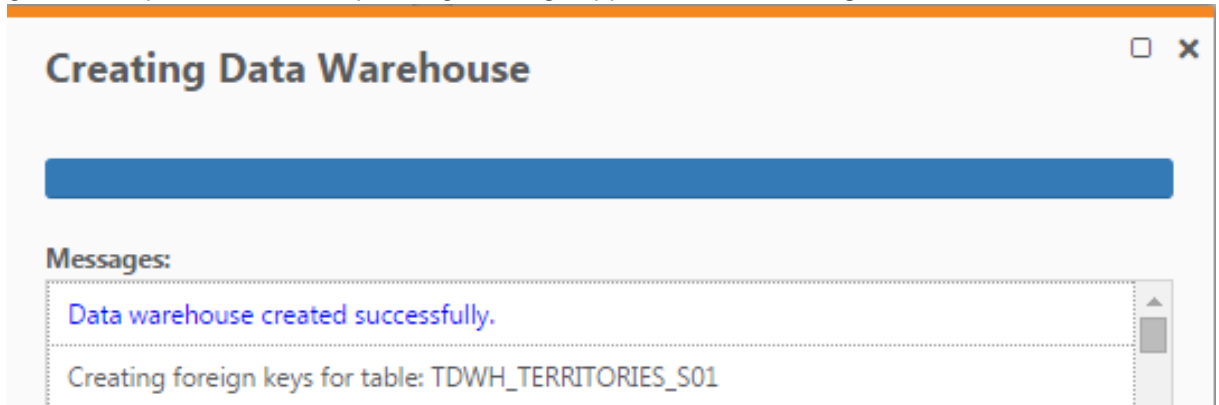 Creating Data Warehouse
Messages:
Data warehouse created successfully.
Creating foreign keys for table: TDWH_TERRITORIES_S01